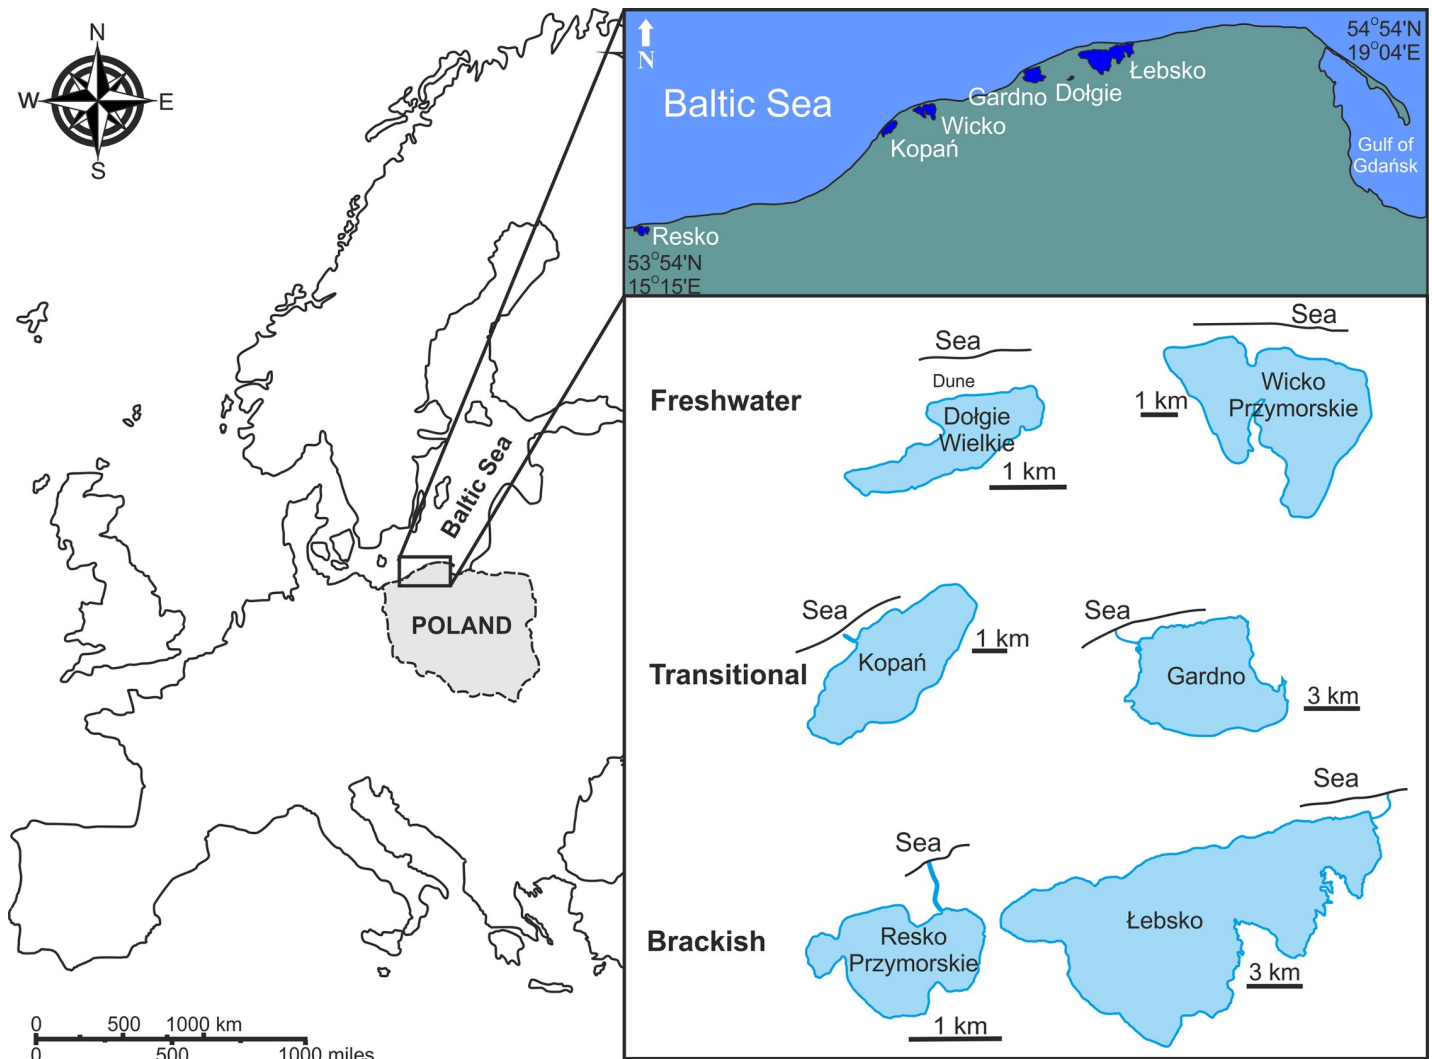 N
W
E
S
Baltic Sea
POLAND
0 500 1000 km
0 500 1000 miles
N
Baltic Sea
54°54'N
19°04'E
Łebsko
Dołgie
Gardno
Wicko
Kopań
Gulf of
Gdańsk
Resko
53°54'N
15°15'E
Freshwater
Sea
Dune
Dołgie
Wielkie
1 km
Sea
Wicko
Przymorskie
1 km
Transitional
Sea
Kopań
1 km
Sea
Gardno
3 km
Brackish
Sea
Resko
Przymorskie
1 km
Sea
Łebsko
3 km